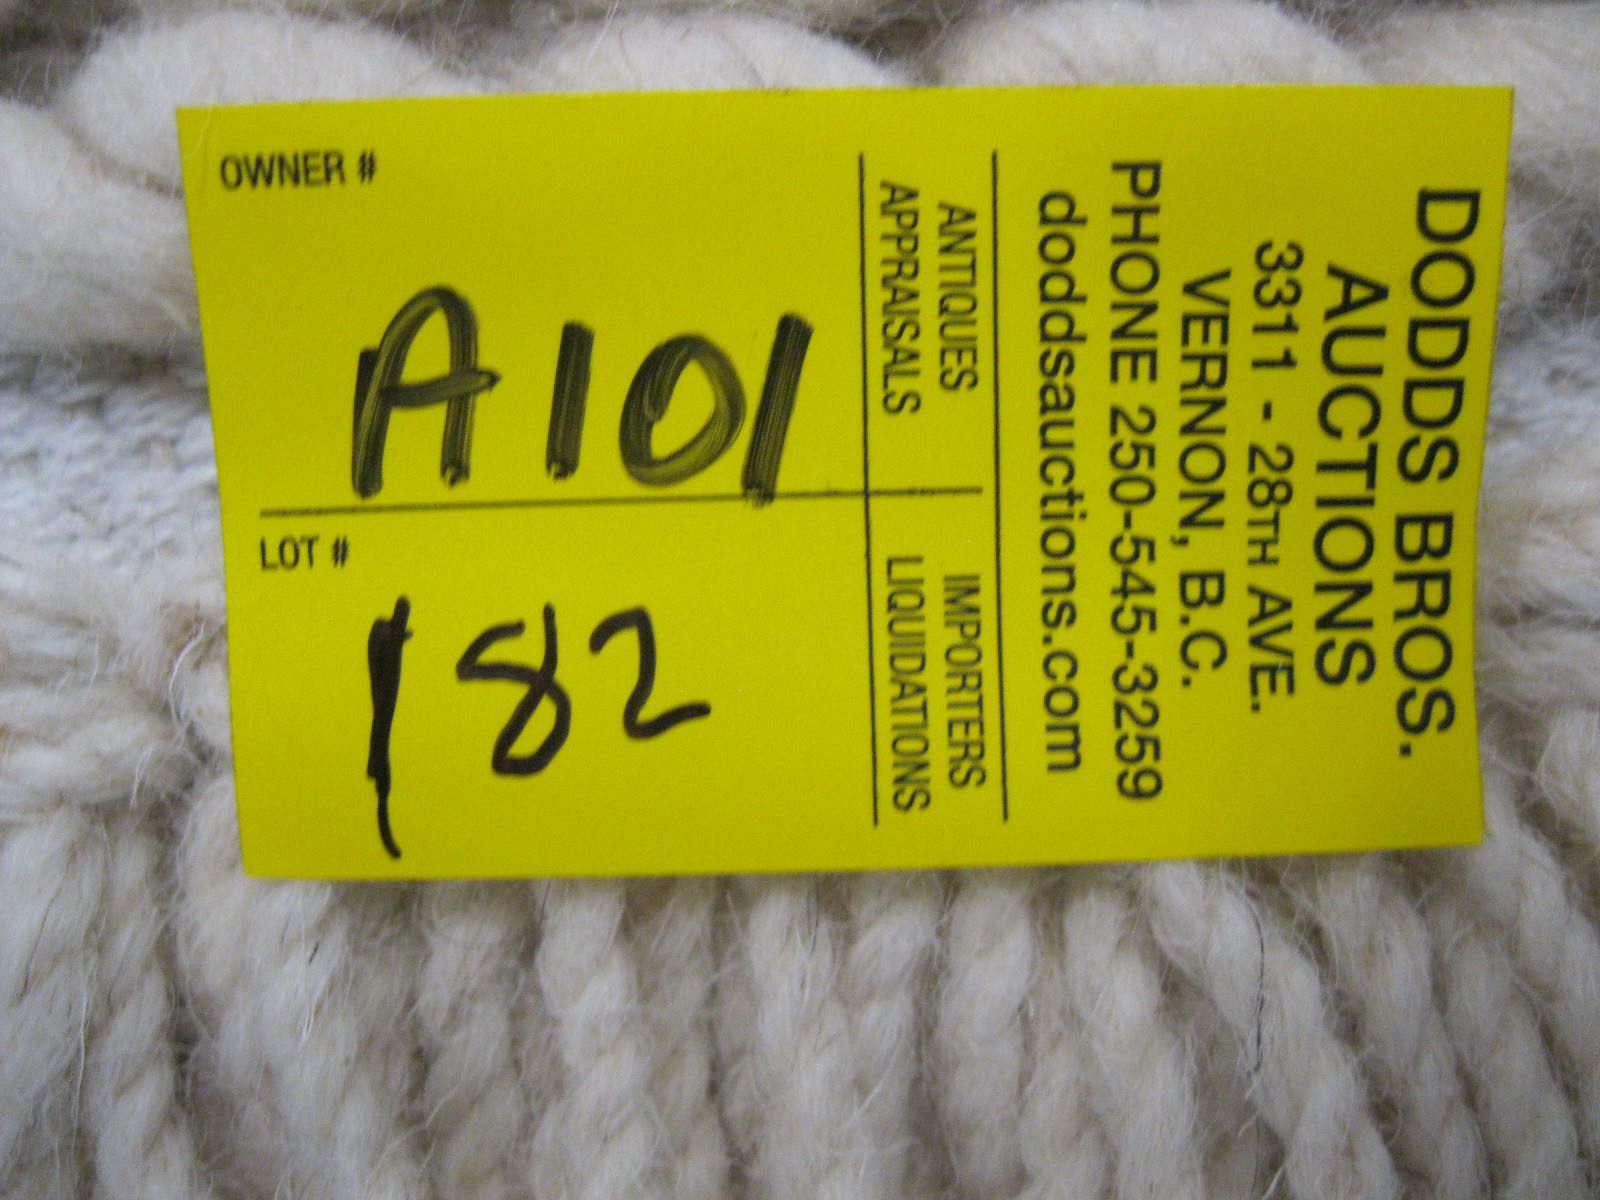 DODDS BROS.
AUCTIONS
3311 - 28TH AVE.
VERNON, B.C.
PHONE 250-545-3259
doddsauctions.com
ANTIQUES IMPORTERS
APPRAISALS LIQUIDATIONS
OWNER #
A101
LOT #
182